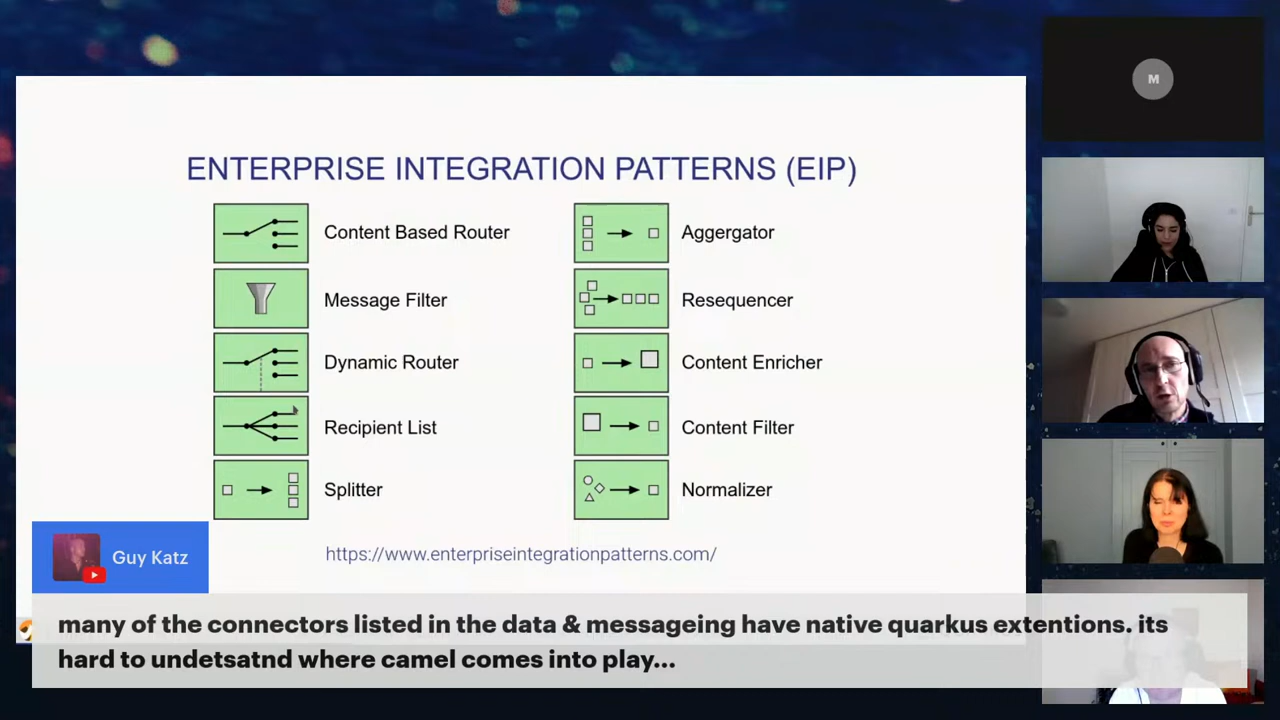 M
ENTERPRISE INTEGRATION PATTERNS (EIP)
Content Based Router
Message Filter
Dynamic Router
Recipient List
Splitter
Aggergator
Resequencer
Content Enricher
Content Filter
Normalizer
https://www.enterpriseintegrationpatterns.com/
Guy Katz
many of the connectors listed in the data & messageing have native quarkus extentions. its
hard to undetsatnd where camel comes into play...